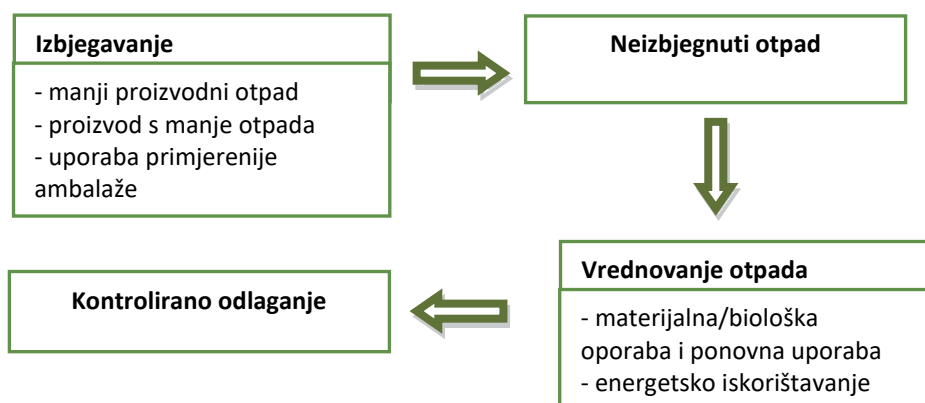 Izbjegavanje
- manji proizvodni otpad
- proizvod s manje otpada
- uporaba primjerenije
ambalaže
Neizbjegnuti otpad
Vrednovanje otpada
- materijalna/biološka
oporaba i ponovna uporaba
- energetsko iskorištavanje
Kontrolirano odlaganje